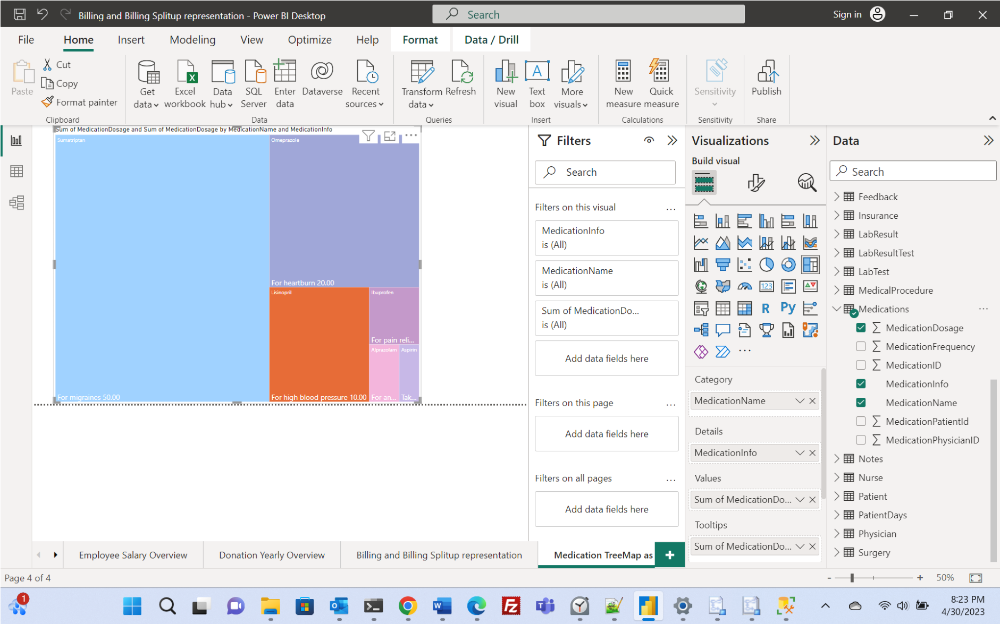 Billing and Billing Splitup representation - Power BI Desktop
Search
Sign in
File Home Insert Modeling View Optimize Help Format Data / Drill
Paste
Cut
Copy
Format painter
Clipboard
Get data
Excel workbook
Data hub
SQL Server
Enter data
Dataverse
Recent sources
Data
Transform data
Refresh
Queries
New visual
Text box
More visuals
Insert
New measure
Quick measure
Calculations
Sensitivity
Sensitivity
Publish
Share
Sum of MedicationDosage and Sum of MedicationDosage by MedicationName and MedicationInfo
Sumatriptan
For migraines 50.00
Omeprazole
For heartburn 20.00
Lisinopril
For high blood pressure 10.00
Ibuprofen
For pain reli...
Alprazolam
For an...
Aspirin
Tak...
Filters
Search
Filters on this visual
MedicationInfo
is (All)
MedicationName
is (All)
Sum of MedicationDo...
is (All)
Add data fields here
Filters on this page
Add data fields here
Filters on all pages
Add data fields here
Visualizations
Build visual
123
R
Py
Category
MedicationName
Details
MedicationInfo
Values
Sum of MedicationDo...
Tooltips
Sum of MedicationDo...
Data
Search
Feedback
Insurance
LabResult
LabResultTest
LabTest
MedicalProcedure
Medications
MedicationDosage
MedicationFrequency
MedicationID
MedicationInfo
MedicationName
MedicationPatientId
MedicationPhysicianID
Notes
Nurse
Patient
PatientDays
Physician
Surgery
Employee Salary Overview
Donation Yearly Overview
Billing and Billing Splitup representation
Medication TreeMap as
Page 4 of 4
50%
1
8:23 PM
4/30/2023